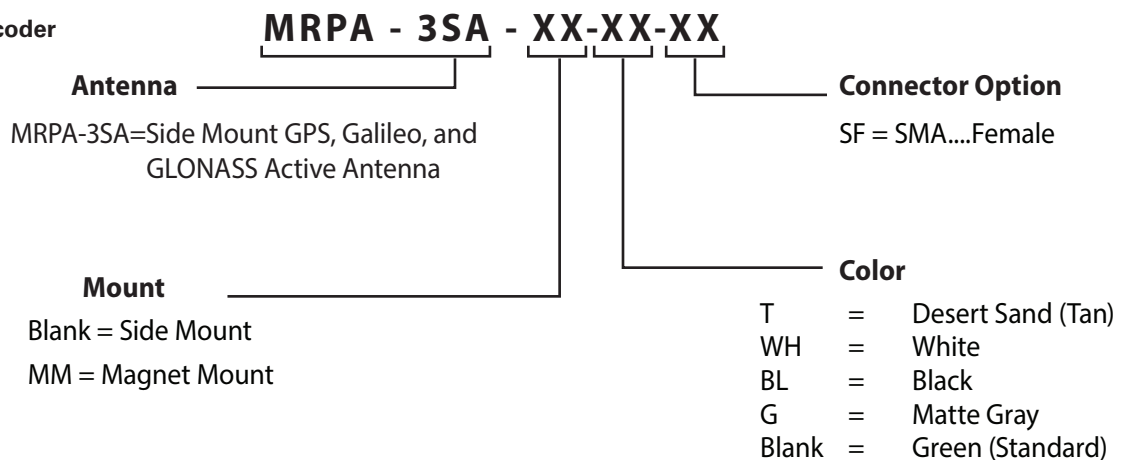 coder
MRPA - 3SA - XX-XX-XX
Antenna
MRPA-3SA=Side Mount GPS, Galileo, and
GLONASS Active Antenna
Connector Option
SF = SMA....Female
Mount
Blank = Side Mount
MM = Magnet Mount
Color
T = Desert Sand (Tan)
WH = White
BL = Black
G = Matte Gray
Blank = Green (Standard)